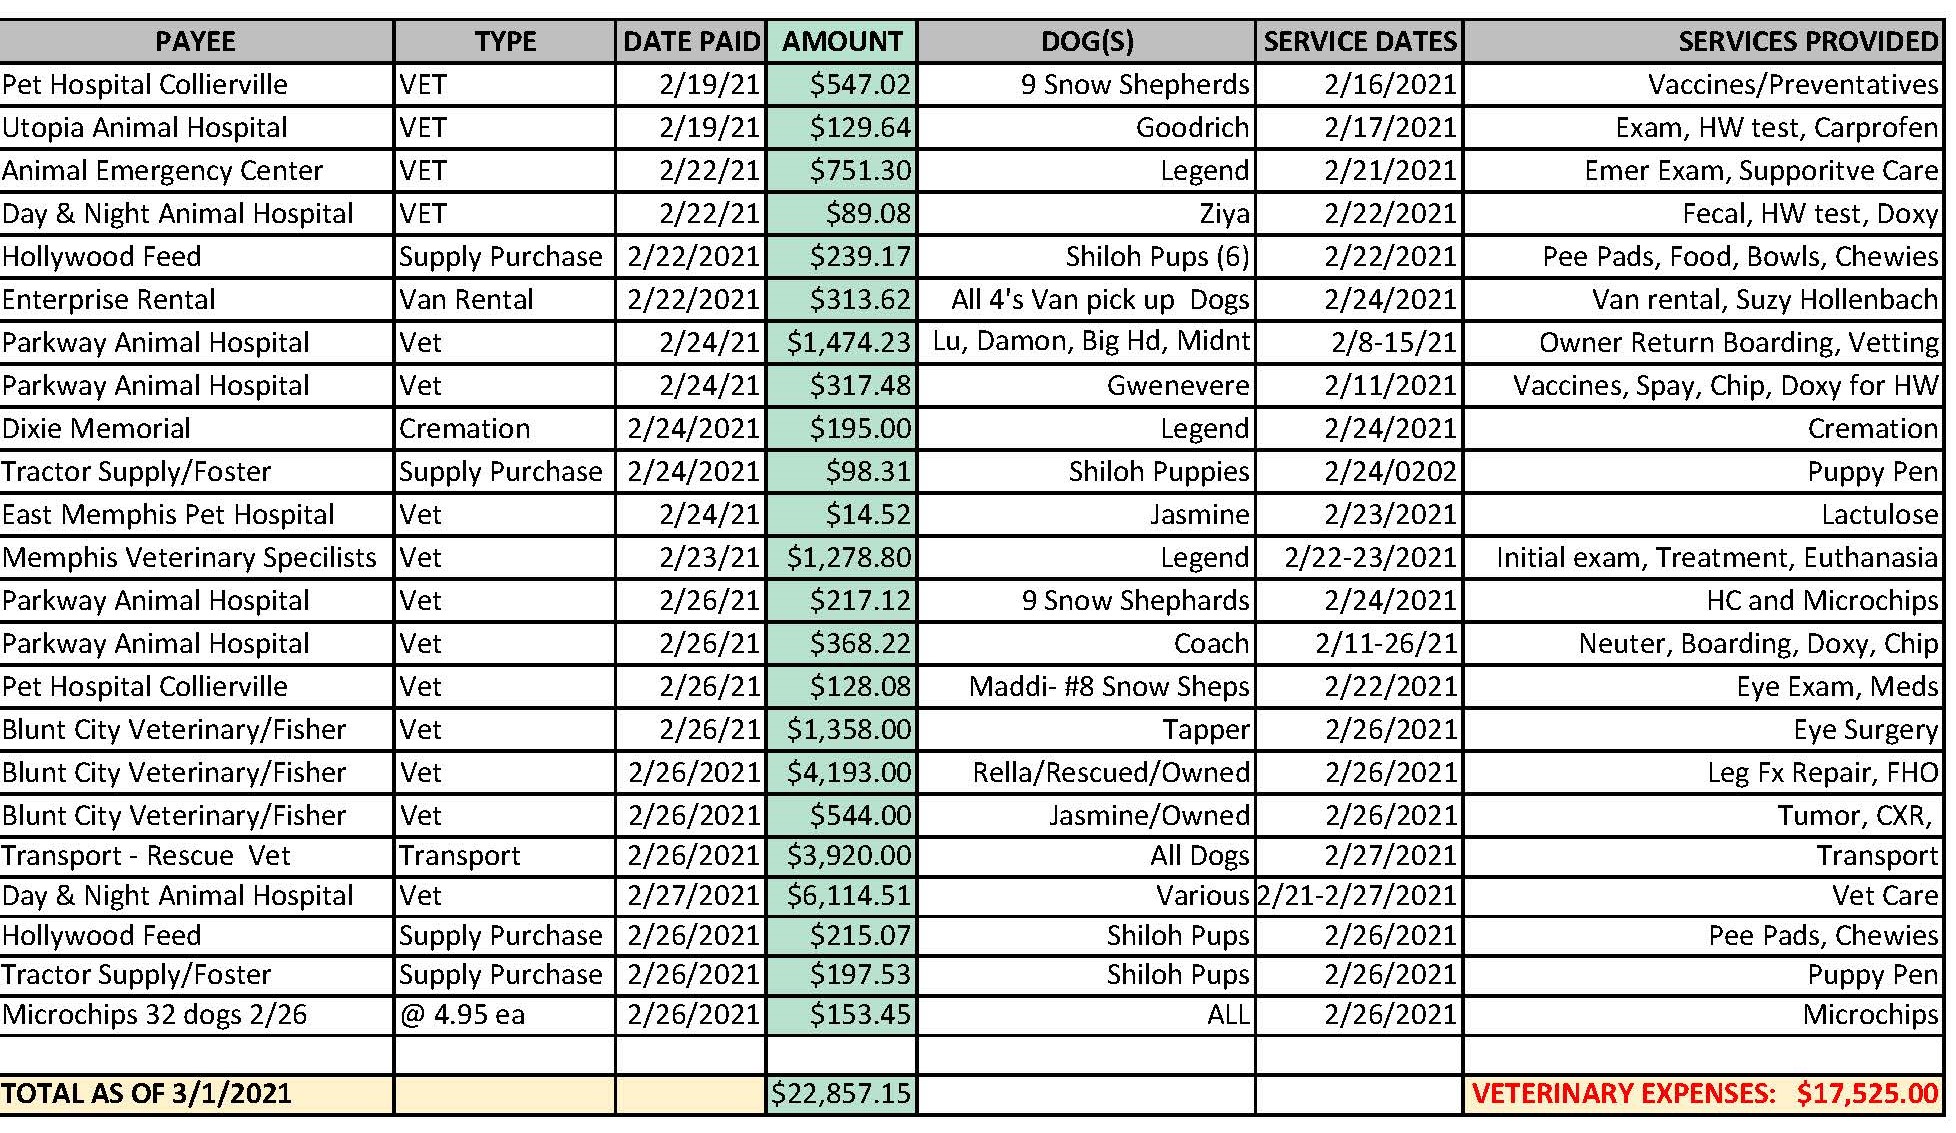 PAYEE TYPE DATE PAID AMOUNT DOG(S) SERVICE DATES SERVICES PROVIDED
Pet Hospital Collierville VET 2/19/21 $547.02 9 Snow Shepherds 2/16/2021 Vaccines/Preventatives
Utopia Animal Hospital VET 2/19/21 $129.64 Goodrich 2/17/2021 Exam, HW test, Carprofen
Animal Emergency Center VET 2/22/21 $751.30 Legend 2/21/2021 Emer Exam, Supporitve Care
Day & Night Animal Hospital VET 2/22/21 $89.08 Ziya 2/22/2021 Fecal, HW test, Doxy
Hollywood Feed Supply Purchase 2/22/2021 $239.17 Shiloh Pups (6) 2/22/2021 Pee Pads, Food, Bowls, Chewies
Enterprise Rental Van Rental 2/22/2021 $313.62 All 4's Van pick up Dogs 2/24/2021 Van rental, Suzy Hollenbach
Parkway Animal Hospital Vet 2/24/21 $1,474.23 Lu, Damon, Big Hd, Midnt 2/8-15/21 Owner Return Boarding, Vetting
Parkway Animal Hospital Vet 2/24/21 $317.48 Gwenevere 2/11/2021 Vaccines, Spay, Chip, Doxy for HW
Dixie Memorial Cremation 2/24/2021 $195.00 Legend 2/24/2021 Cremation
Tractor Supply/Foster Supply Purchase 2/24/2021 $98.31 Shiloh Puppies 2/24/0202 Puppy Pen
East Memphis Pet Hospital Vet 2/24/21 $14.52 Jasmine 2/23/2021 Lactulose
Memphis Veterinary Specilists Vet 2/23/21 $1,278.80 Legend 2/22-23/2021 Initial exam, Treatment, Euthanasia
Parkway Animal Hospital Vet 2/26/21 $217.12 9 Snow Shephards 2/24/2021 HC and Microchips
Parkway Animal Hospital Vet 2/26/21 $368.22 Coach 2/11-26/21 Neuter, Boarding, Doxy, Chip
Pet Hospital Collierville Vet 2/26/21 $128.08 Maddi- #8 Snow Sheps 2/22/2021 Eye Exam, Meds
Blunt City Veterinary/Fisher Vet 2/26/21 $1,358.00 Tapper 2/26/2021 Eye Surgery
Blunt City Veterinary/Fisher Vet 2/26/2021 $4,193.00 Rella/Rescued/Owned 2/26/2021 Leg Fx Repair, FHO
Blunt City Veterinary/Fisher Vet 2/26/2021 $544.00 Jasmine/Owned 2/26/2021 Tumor, CXR,
Transport - Rescue Vet Transport 2/26/2021 $3,920.00 All Dogs 2/27/2021 Transport
Day & Night Animal Hospital Vet 2/27/2021 $6,114.51 Various 2/21-2/27/2021 Vet Care
Hollywood Feed Supply Purchase 2/26/2021 $215.07 Shiloh Pups 2/26/2021 Pee Pads, Chewies
Tractor Supply/Foster Supply Purchase 2/26/2021 $197.53 Shiloh Pups 2/26/2021 Puppy Pen
Microchips 32 dogs 2/26 @ 4.95 ea 2/26/2021 $153.45 ALL 2/26/2021 Microchips
TOTAL AS OF 3/1/2021 $22,857.15 VETERINARY EXPENSES: $17,525.00